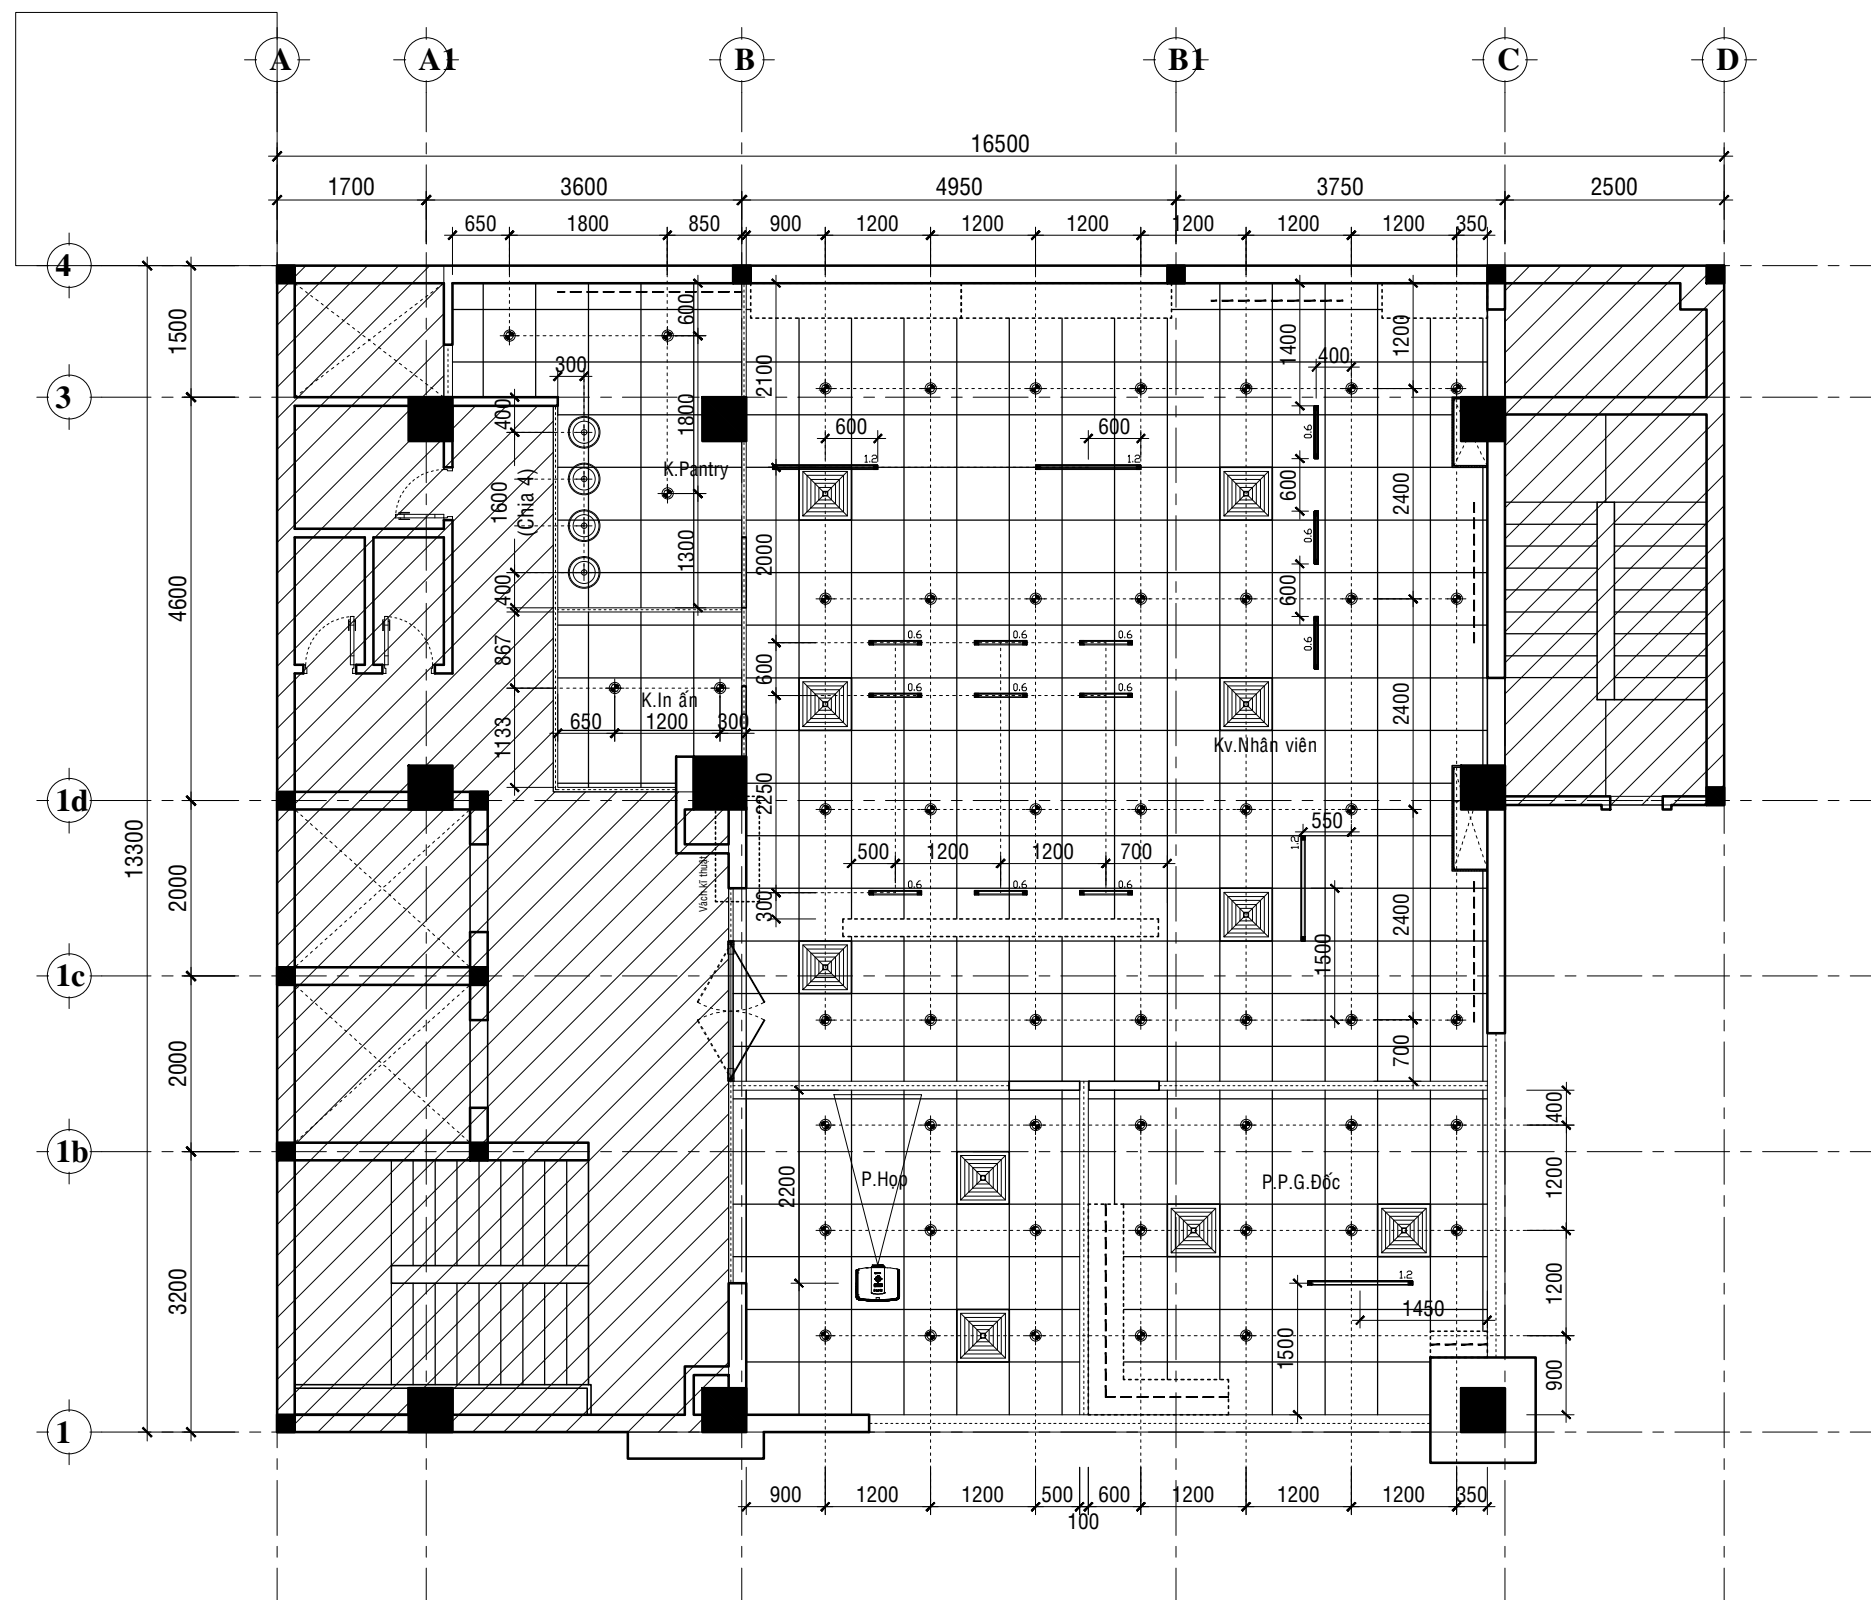 A A1 B B1 C D
16500
1700 3600 4950 3750 2500
650 1800 850 900 1200 1200 1200 1200 1200 1200 350
4
3
1d
1c
1b
1
13300
1500
4600
2000
2000
3200
600
1800
1300
300
400
1600
(Chia 4)
400
867
1133
K.Pantry
K.In ấn
650 1200 300
2100
2000
600
2250
300
600 600
1.2 1.2
1400
400
1200
0.6
600
0.6
600
0.6
2400
2400
2400
700
0.6 0.6 0.6
0.6 0.6 0.6
Kv.Nhân viên
550
1.2
1500
500 1200 1200 700
0.6 0.6 0.6
Vách kĩ thuật
2200
P.Họp
P.P.G.Đốc
1.2
1450
1500
400
1200
1200
900
900 1200 1200 500 600 1200 1200 1200 350
100